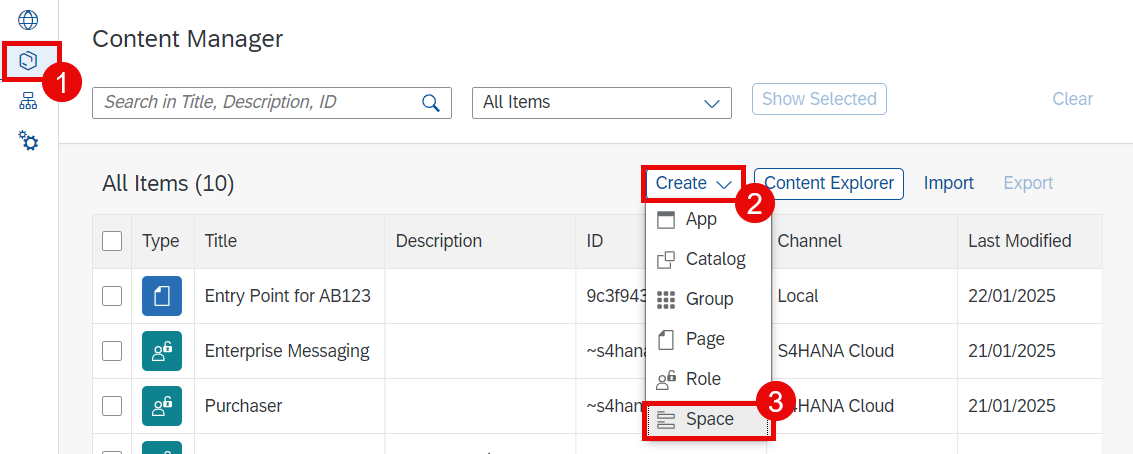 Content Manager
1
Search in Title, Description, ID
All Items
Show Selected
Clear
All Items (10)
Create
2
Content Explorer
Import
Export
Type Title Description ID Channel Last Modified
App
Catalog
Group
Page
Role
3
Space
Entry Point for AB123 9c3f943 Local 22/01/2025
Enterprise Messaging ~s4hana S4HANA Cloud 21/01/2025
Purchaser ~s4hana S4HANA Cloud 21/01/2025